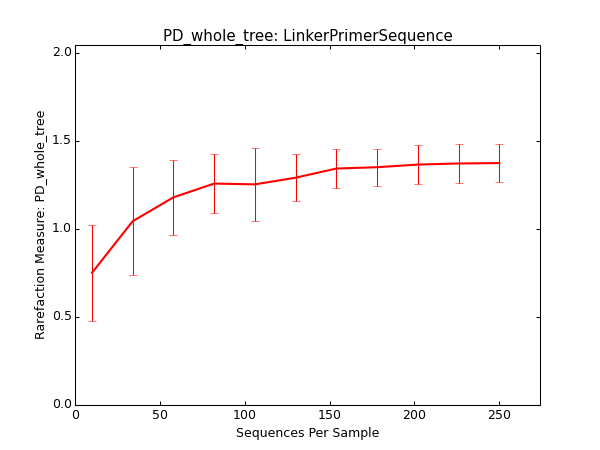 PD_whole_tree: LinkerPrimerSequence
2.0
1.5
1.0
0.5
0.0
Rarefaction Measure: PD_whole_tree
0 50 100 150 200 250
Sequences Per Sample